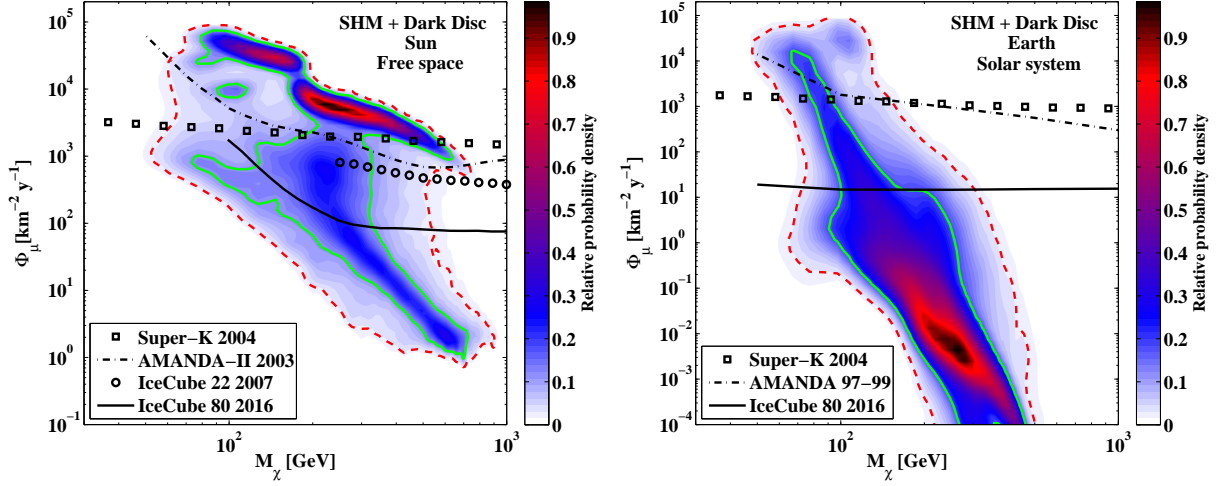 SHM + Dark Disc
Sun
Free space
10^5
10^4
10^3
10^2
10^1
10^0
10^−1
Φ_μ [km^−2 y^−1]
Super−K 2004
AMANDA−II 2003
IceCube 22 2007
IceCube 80 2016
10^2
10^3
M_χ [GeV]
0.9
0.8
0.7
0.6
0.5
0.4
0.3
0.2
0.1
0
Relative probability density
SHM + Dark Disc
Earth
Solar system
10^5
10^4
10^3
10^2
10^1
10^0
10^−1
10^−2
10^−3
10^−4
Φ_μ [km^−2 y^−1]
Super−K 2004
AMANDA 97−99
IceCube 80 2016
10^2
10^3
M_χ [GeV]
0.9
0.8
0.7
0.6
0.5
0.4
0.3
0.2
0.1
0
Relative probability density